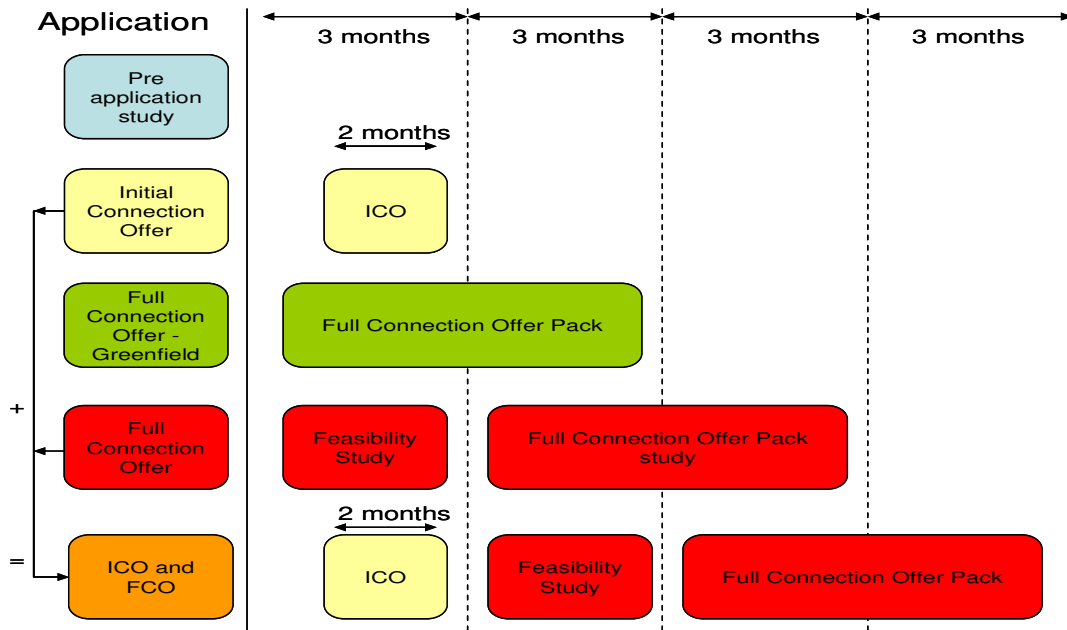 Application
3 months
3 months
3 months
3 months
Pre
application
study
2 months
Initial
Connection
Offer
ICO
Full
Connection
Offer -
Greenfield
Full Connection Offer Pack
+
Full
Connection
Offer
Feasibility
Study
Full Connection Offer Pack
study
2 months
=
ICO and
FCO
ICO
Feasibility
Study
Full Connection Offer Pack